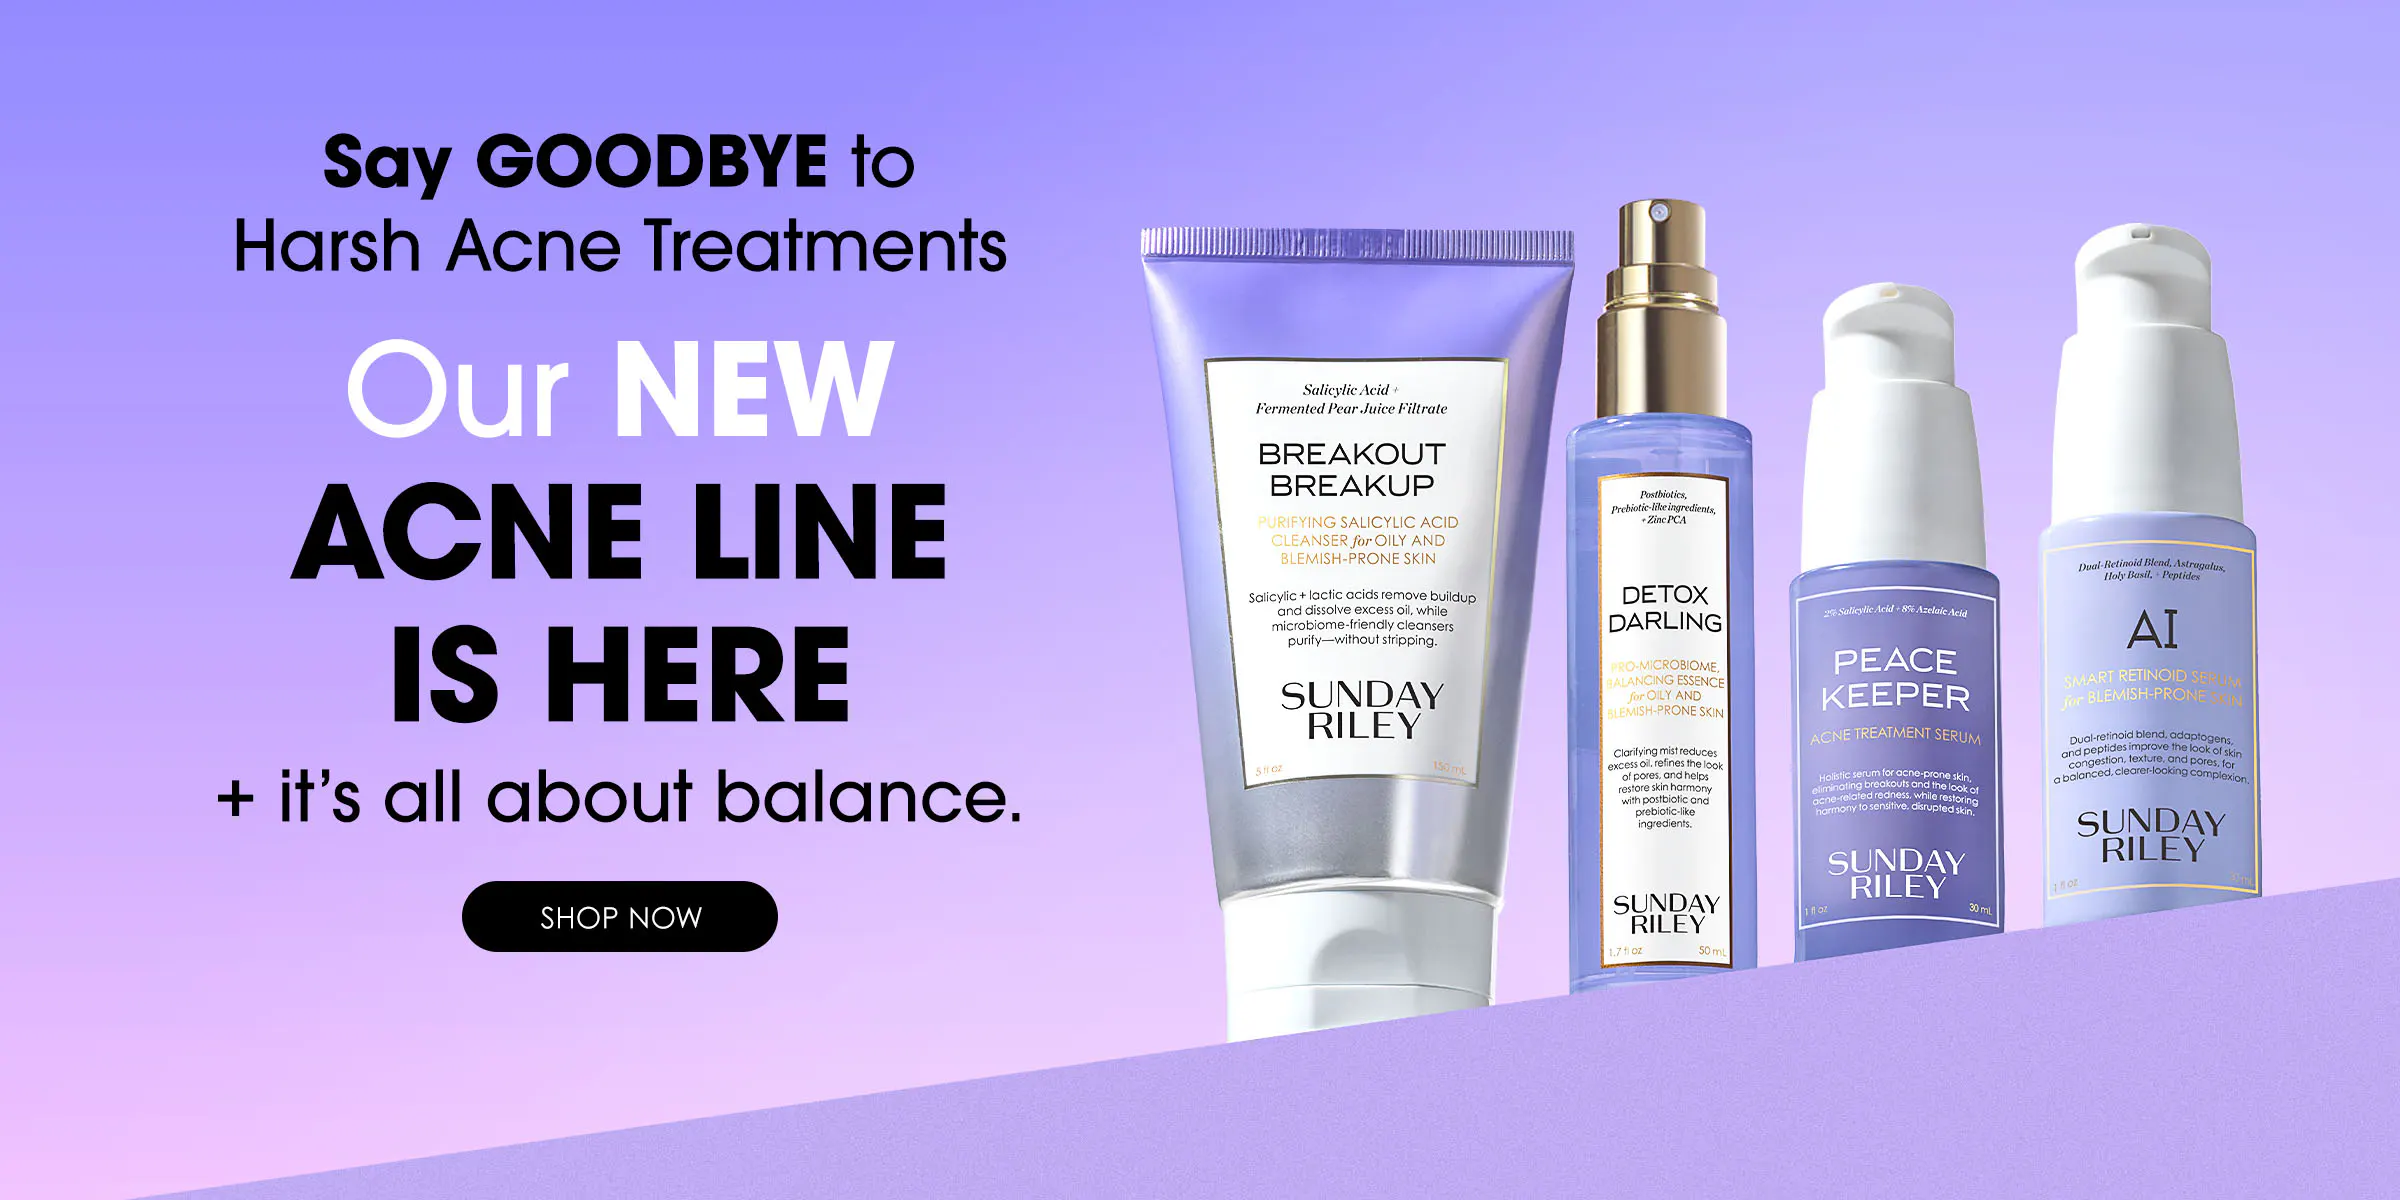 Say GOODBYE to
Harsh Acne Treatments
Our NEW
ACNE LINE
IS HERE
+ it's all about balance.
SHOP NOW
Salicylic Acid +
Fermented Pear Juice Filtrate
BREAKOUT
BREAKUP
PURIFYING SALICYLIC ACID
CLEANSER for OILY AND
BLEMISH-PRONE SKIN
Salicylic + lactic acids remove buildup
and dissolve excess oil, while
microbiome-friendly cleansers
purify—without stripping.
SUNDAY
RILEY
5 fl oz 150 mL
Postbiotics,
Prebiotic-like ingredients,
+ Zinc PCA
DETOX
DARLING
PRO-MICROBIOME,
BALANCING ESSENCE
for OILY AND
BLEMISH-PRONE SKIN
Clarifying mist reduces
excess oil, refines the look
of pores, and helps
restore skin harmony
with postbiotic and
prebiotic-like
ingredients.
SUNDAY
RILEY
1.7 fl oz 50 mL
2% Salicylic Acid + 8% Azelaic Acid
PEACE
KEEPER
ACNE TREATMENT SERUM
Holistic serum for acne-prone skin,
eliminating breakouts and the look of
acne-related redness, while restoring
harmony to sensitive, disrupted skin.
SUNDAY
RILEY
1 fl oz 30 mL
Dual-Retinoid Blend, Astragalus,
Holy Basil, + Peptides
AI
SMART RETINOID SERUM
for BLEMISH-PRONE SKIN
Dual-retinoid blend, adaptogens,
and peptides improve the look of skin
congestion, texture, and pores, for
a balanced, clearer-looking complexion.
SUNDAY
RILEY
1 fl oz 30 mL